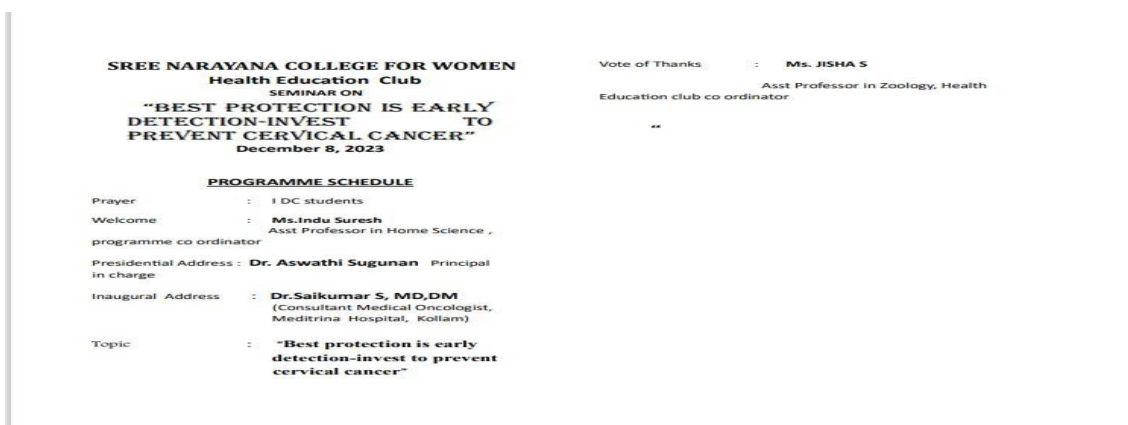 SREE NARAYANA COLLEGE FOR WOMEN
Health Education Club
SEMINAR ON
"BEST PROTECTION IS EARLY
DETECTION-INVEST TO
PREVENT CERVICAL CANCER"
December 8, 2023
PROGRAMME SCHEDULE
Prayer : I DC students
Welcome : Ms.Indu Suresh
Asst Professor in Home Science ,
programme co ordinator
Presidential Address : Dr. Aswathi Sugunan Principal
in charge
Inaugural Address : Dr.Saikumar S, MD,DM
(Consultant Medical Oncologist,
Meditrina Hospital, Kollam)
Topic : "Best protection is early
detection-invest to prevent
cervical cancer"
Vote of Thanks : Ms. JISHA S
Asst Professor in Zoology, Health
Education club co ordinator
"